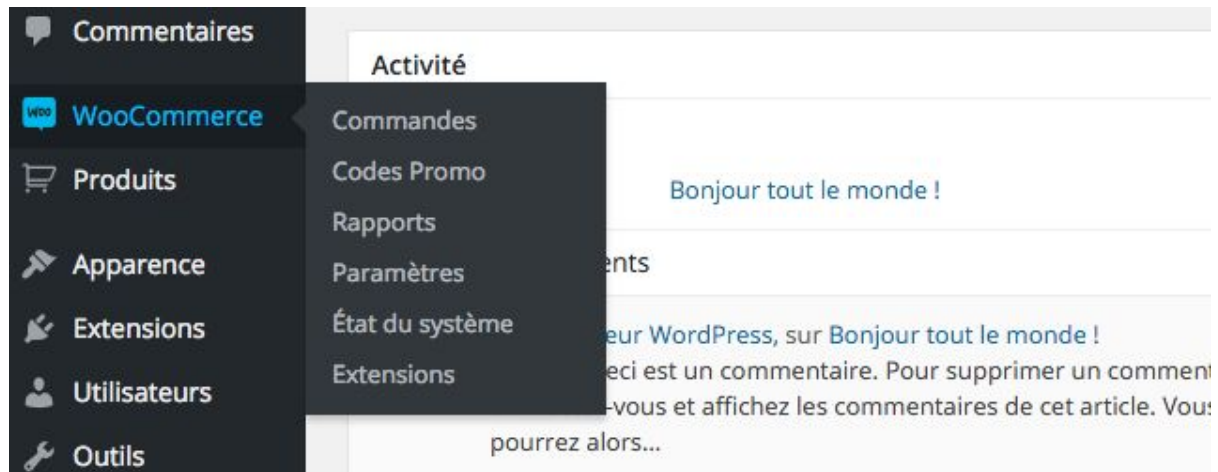 Commentaires
WooCommerce
Produits
Apparence
Extensions
Utilisateurs
Outils
Commandes
Codes Promo
Rapports
Paramètres
État du système
Extensions
Activité
Bonjour tout le monde !
ents
eur WordPress, sur Bonjour tout le monde !
eci est un commentaire. Pour supprimer un comment
-vous et affichez les commentaires de cet article. Vous
pourrez alors...